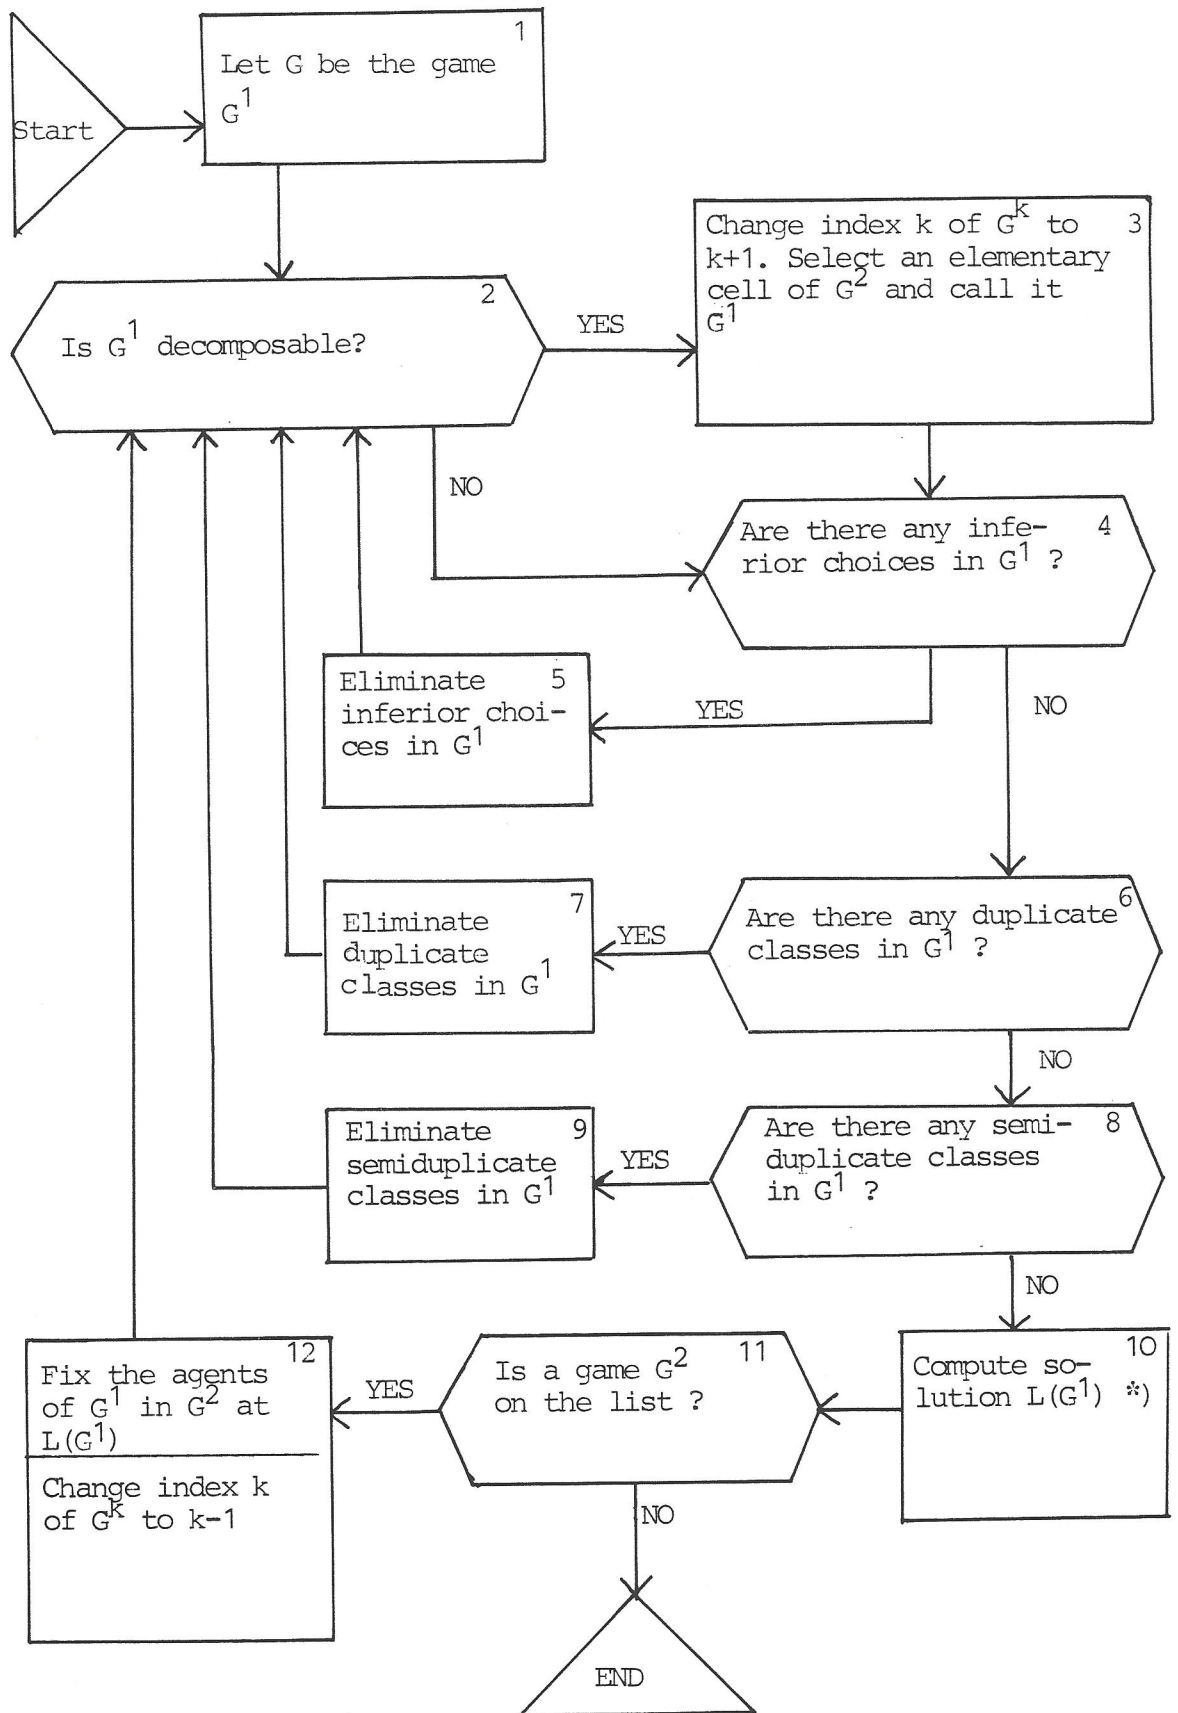 1
Let G be the game
G¹
Start
Change index k of Gᵏ to 3
k+1. Select an elementary
cell of G² and call it
G¹
2
Is G¹ decomposable?
YES
NO
Are there any infe- 4
rior choices in G¹ ?
Eliminate 5
inferior choi-
ces in G¹
YES
NO
7
Eliminate
duplicate
classes in G¹
YES
6
Are there any duplicate
classes in G¹ ?
NO
Eliminate 9
semiduplicate
classes in G¹
YES
Are there any semi- 8
duplicate classes
in G¹ ?
NO
12
Fix the agents
of G¹ in G² at
L(G¹)
Change index k
of Gᵏ to k-1
YES
Is a game G² 11
on the list ?
10
Compute so-
lution L(G¹) *)
NO
END